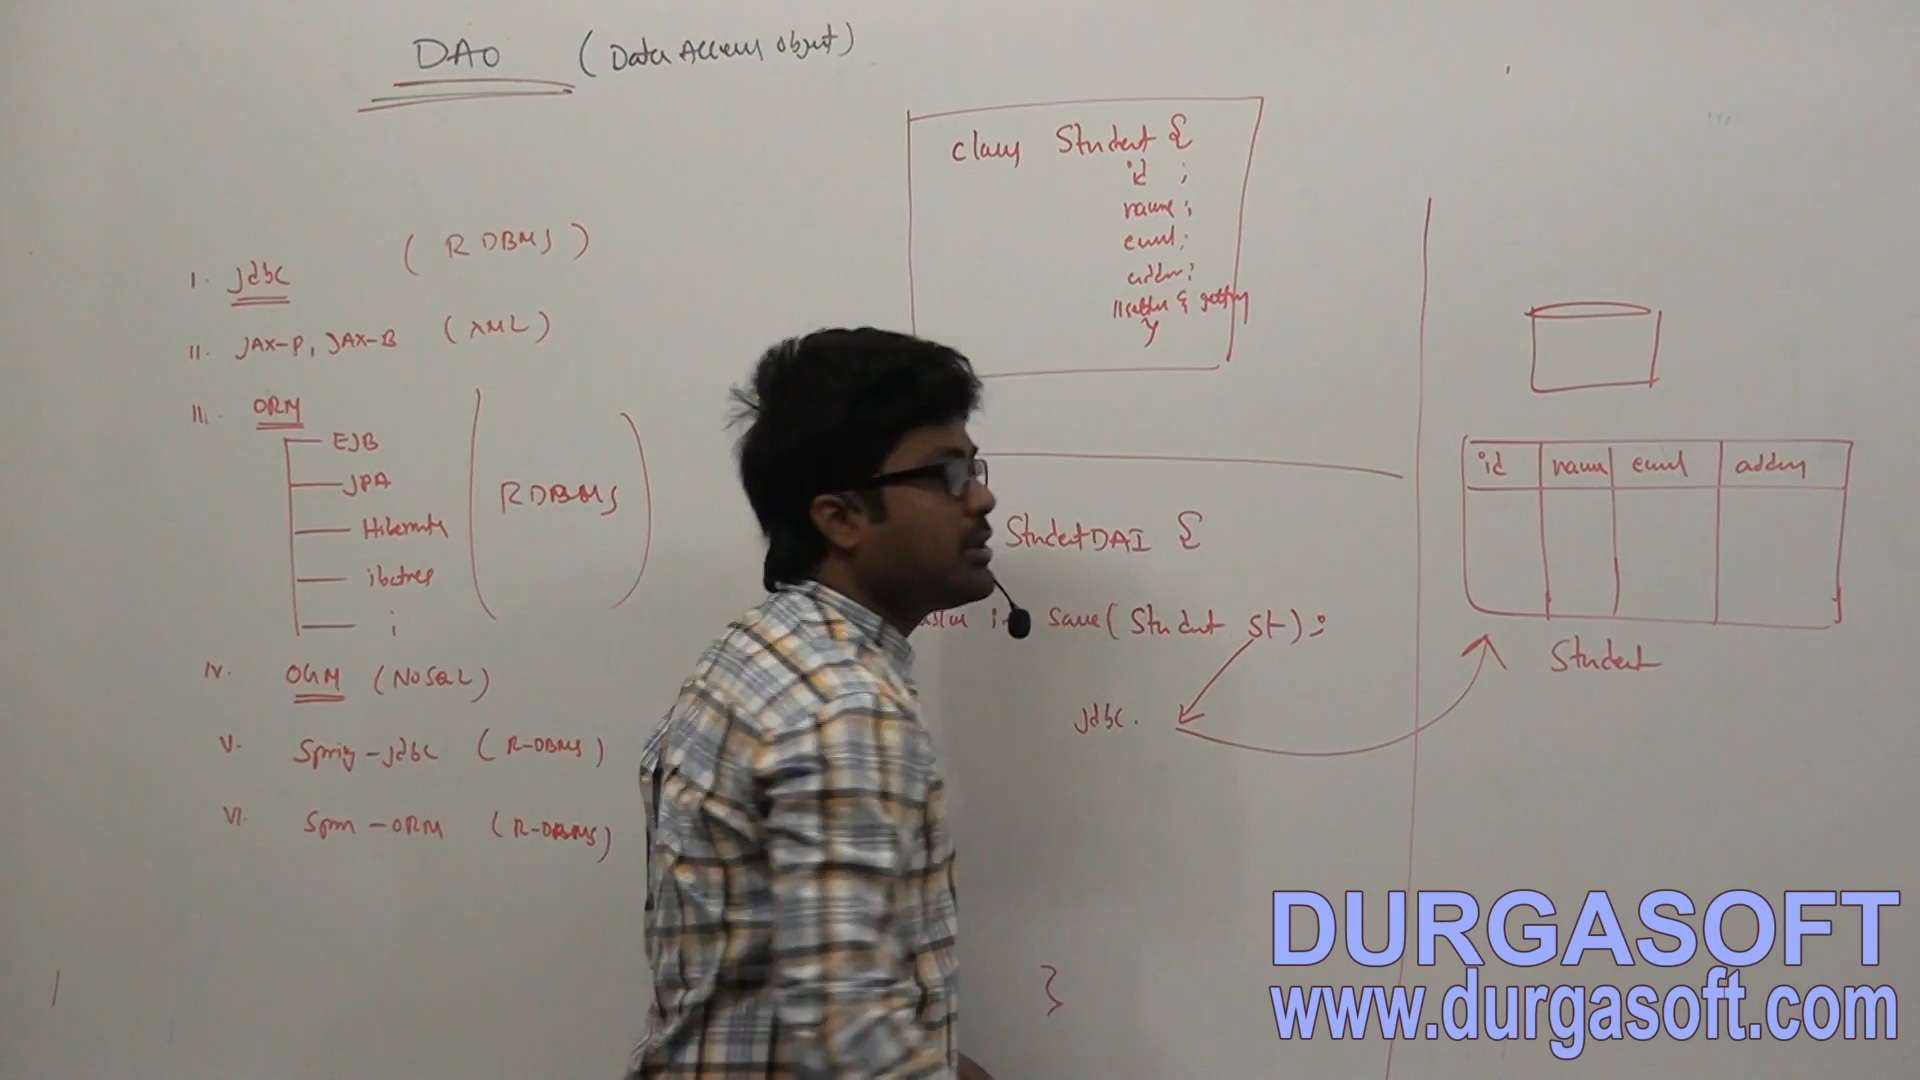 DAO (Data Access Object)
I. Jdbc (RDBMS)
II. JAX-P, JAX-B (XML)
III. ORM
EJB
JPA
Hibernate
ibatis
RDBMS
IV. OGM (NoSQL)
V. Spring-jdbc (R-DBMS)
VI. Spring-ORM (R-DBMS)
class Student {
id ;
name ;
email ;
address ;
// setters & getters
}
StudentDAI {
save(Student st);
jdbc.
}
id name email address
Student
DURGASOFT
www.durgasoft.com